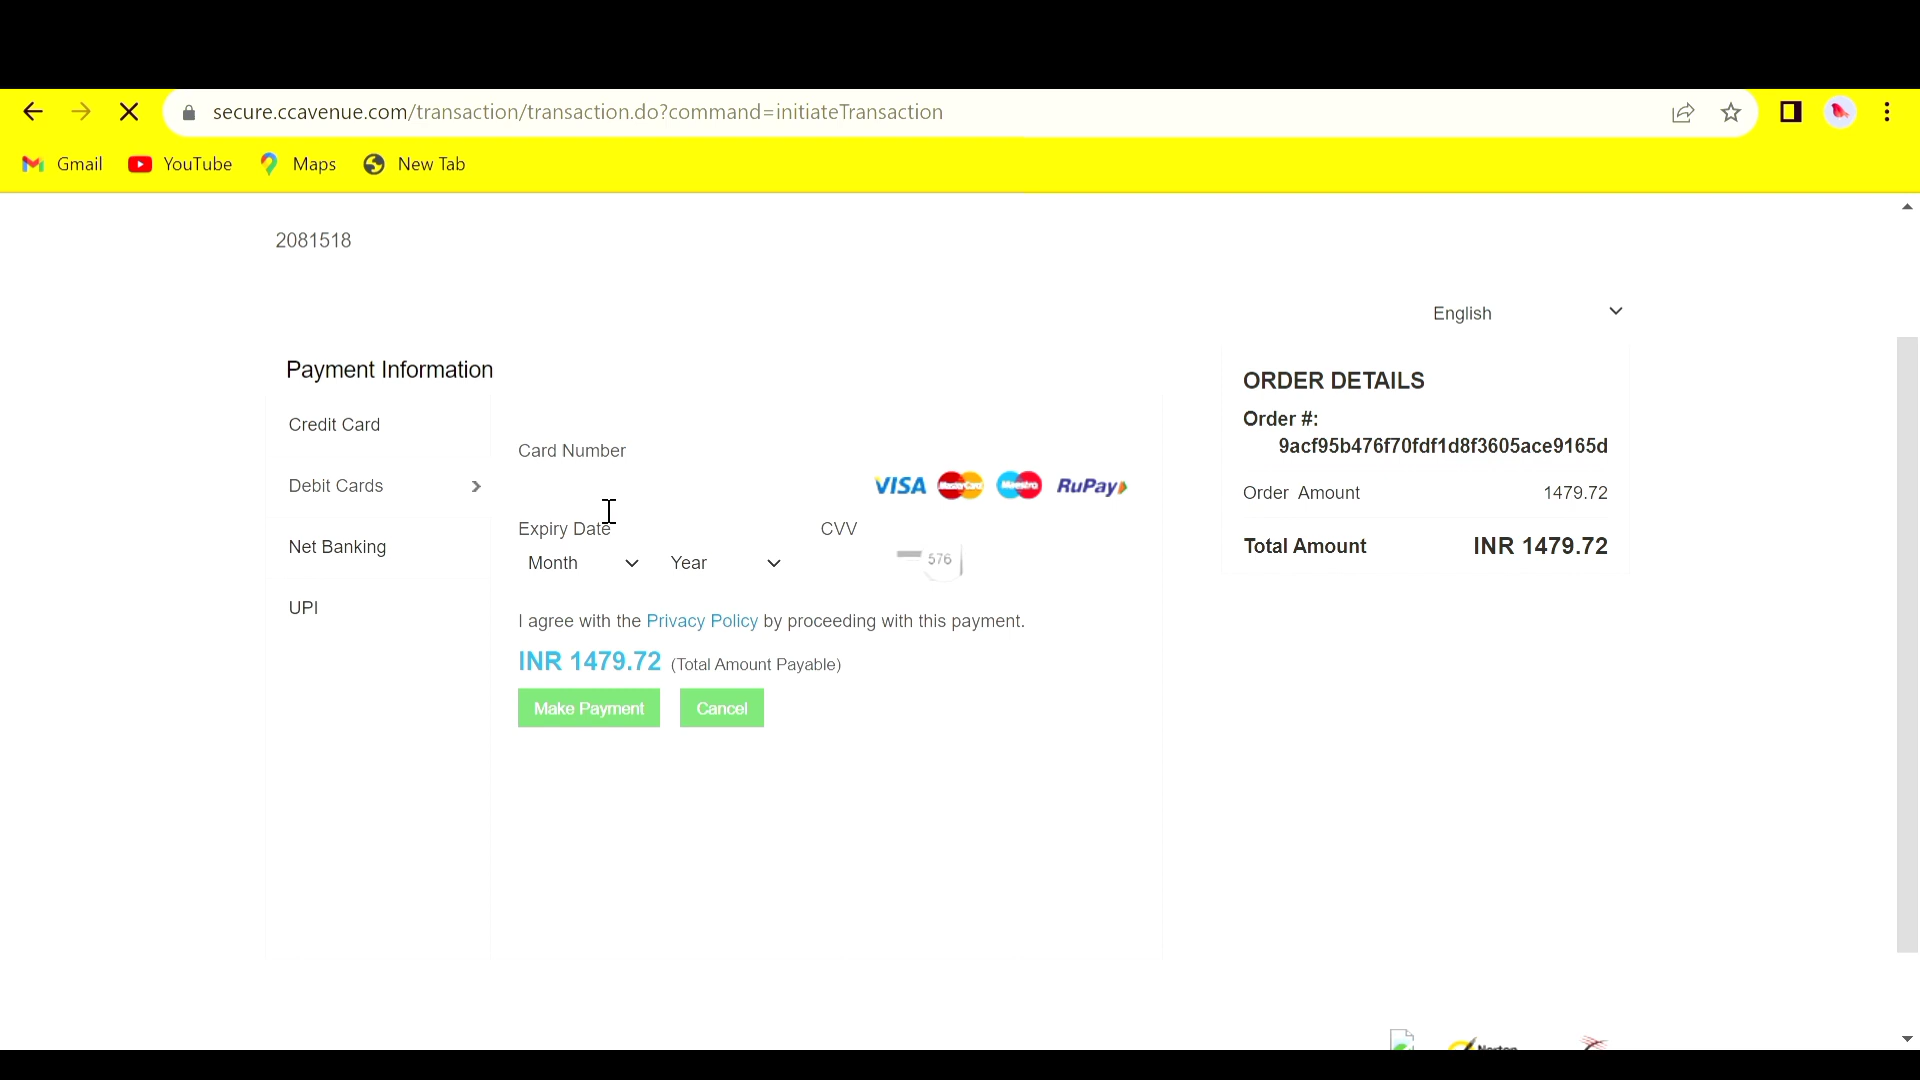 secure.ccavenue.com/transaction/transaction.do?command=initiateTransaction
Gmail YouTube Maps New Tab
2081518
English
Payment Information
Credit Card
Debit Cards
Net Banking
UPI
Card Number
VISA MasterCard Maestro RuPay
Expiry Date CVV
Month Year 576
I agree with the Privacy Policy by proceeding with this payment.
INR 1479.72 (Total Amount Payable)
Make Payment Cancel
ORDER DETAILS
Order #:
9acf95b476f70fdf1d8f3605ace9165d
Order Amount 1479.72
Total Amount INR 1479.72
Norton